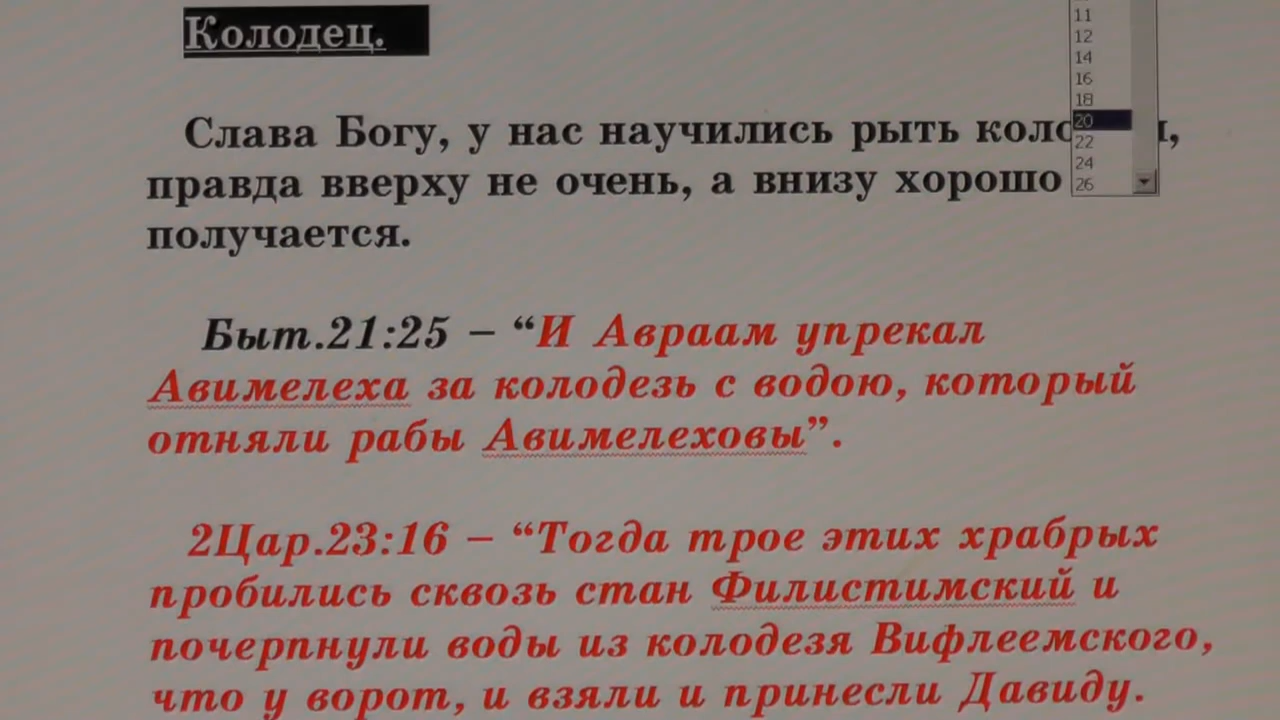 Колодец.
11
12
14
16
18
20
22
24
26
Слава Богу, у нас научились рыть
правда вверху не очень, а внизу хорошо
получается.
Быт.21:25 – “И Авраам упрекал
Авимелеха за колодезь с водою, который
отняли рабы Авимелеховы”.
2Цар.23:16 – “Тогда трое этих храбрых
пробились сквозь стан Филистимский и
почерпнули воды из колодезя Вифлеемского,
что у ворот, и взяли и принесли Давиду.